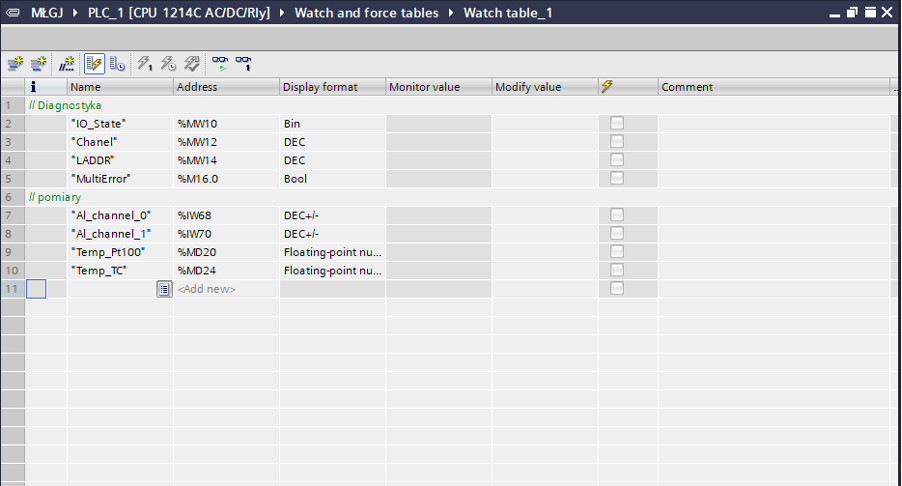 MŁGJ ▸ PLC_1 [CPU 1214C AC/DC/Rly] ▸ Watch and force tables ▸ Watch table_1
i Name Address Display format Monitor value Modify value Comment ...
1 // Diagnostyka
2 "IO_State" %MW10 Bin
3 "Chanel" %MW12 DEC
4 "LADDR" %MW14 DEC
5 "MultiError" %M16.0 Bool
6 // pomiary
7 "AI_channel_0" %IW68 DEC+/-
8 "AI_channel_1" %IW70 DEC+/-
9 "Temp_Pt100" %MD20 Floating-point nu...
10 "Temp_TC" %MD24 Floating-point nu...
11 <Add new>